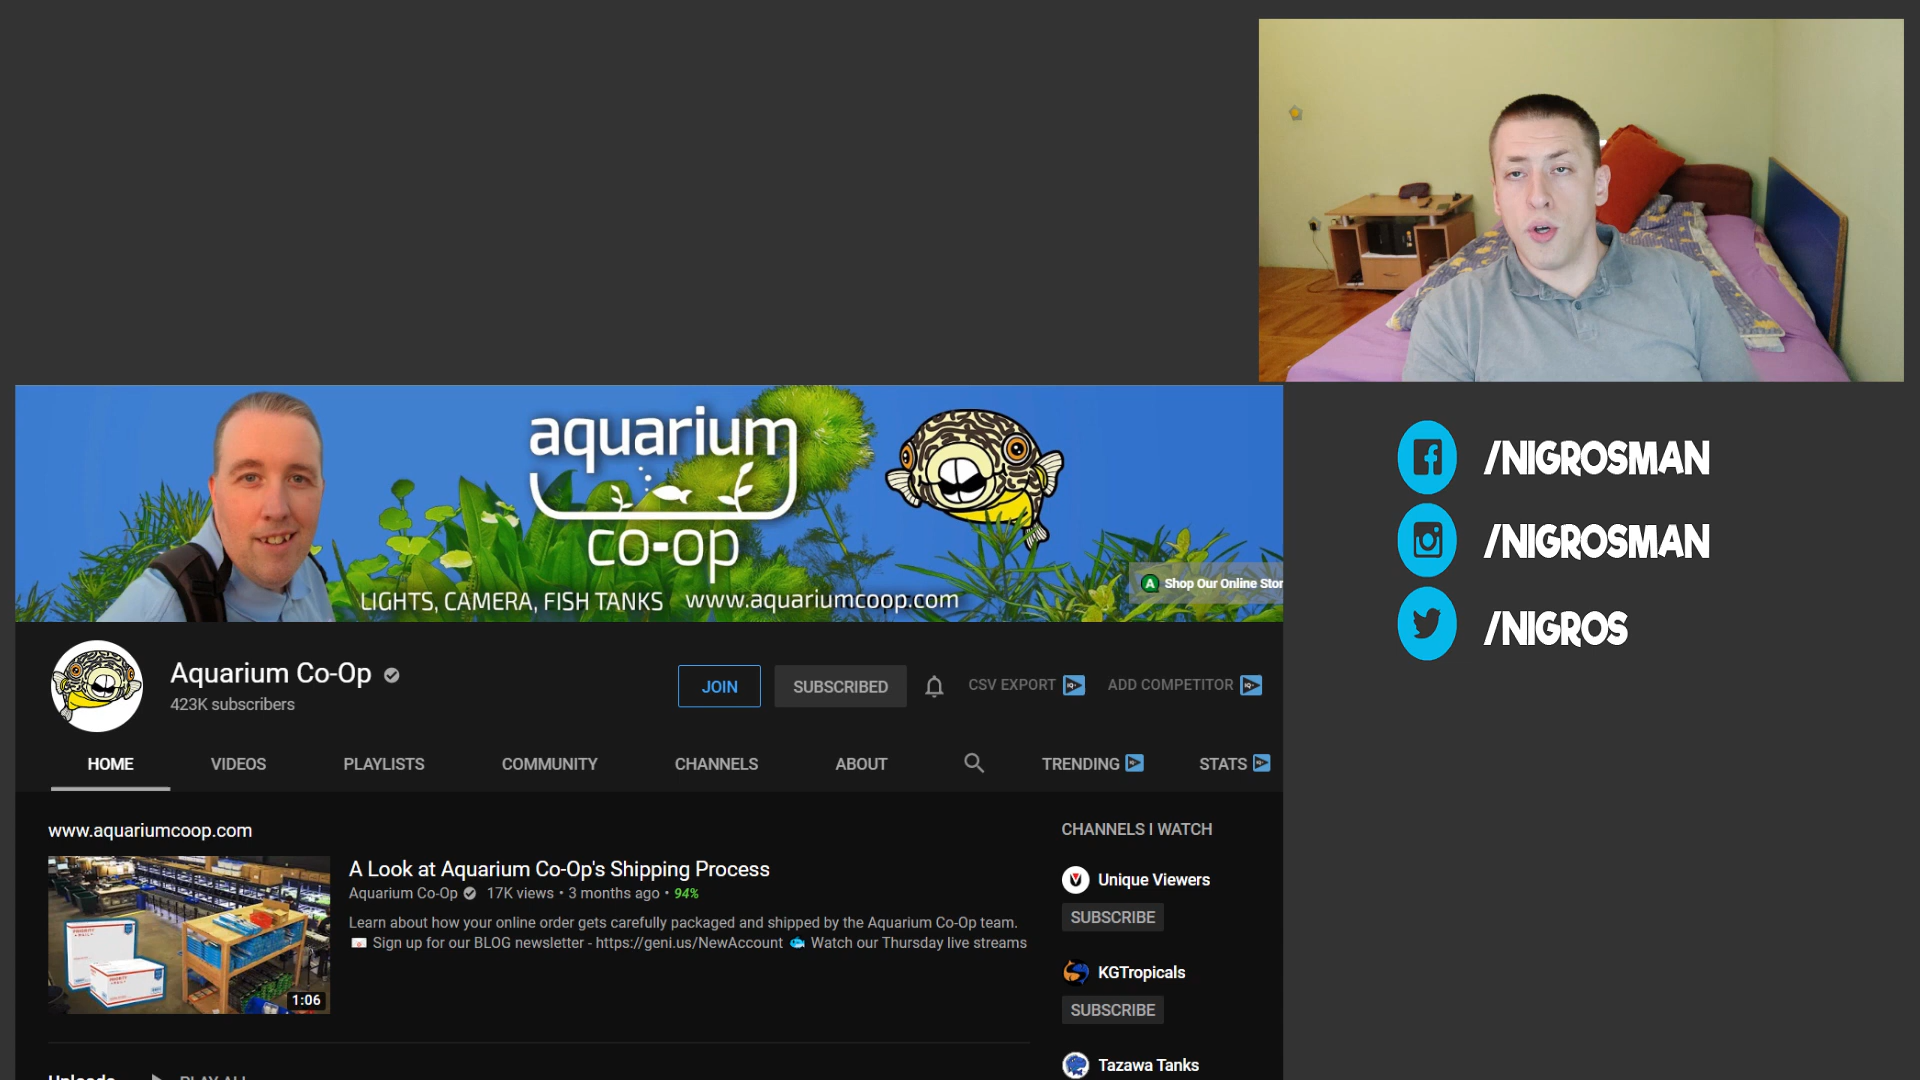 aquarium
co-op
LIGHTS, CAMERA, FISH TANKS www.aquariumcoop.com
A Shop Our Online Stor
/NIGROSMAN
/NIGROSMAN
/NIGROS
Aquarium Co-Op
423K subscribers
JOIN
SUBSCRIBED
CSV EXPORT
ADD COMPETITOR
HOME
VIDEOS
PLAYLISTS
COMMUNITY
CHANNELS
ABOUT
TRENDING
STATS
www.aquariumcoop.com
A Look at Aquarium Co-Op's Shipping Process
Aquarium Co-Op 17K views • 3 months ago • 94%
Learn about how your online order gets carefully packaged and shipped by the Aquarium Co-Op team.
Sign up for our BLOG newsletter - https://geni.us/NewAccount 🐟 Watch our Thursday live streams
1:06
CHANNELS I WATCH
Unique Viewers
SUBSCRIBE
KGTropicals
SUBSCRIBE
Tazawa Tanks
Uploads PLAY ALL